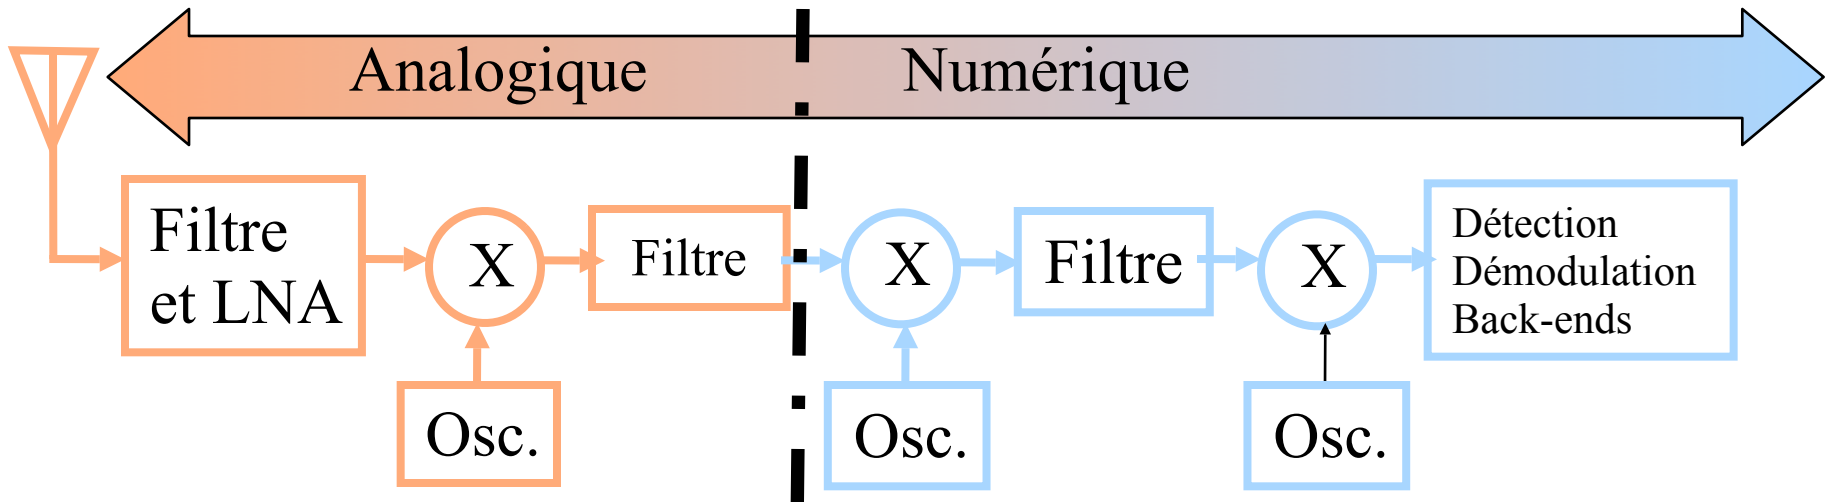 Analogique
Numérique
Filtre
et LNA
X
Filtre
X
Filtre
X
Détection
Démodulation
Back-ends
Osc.
Osc.
Osc.